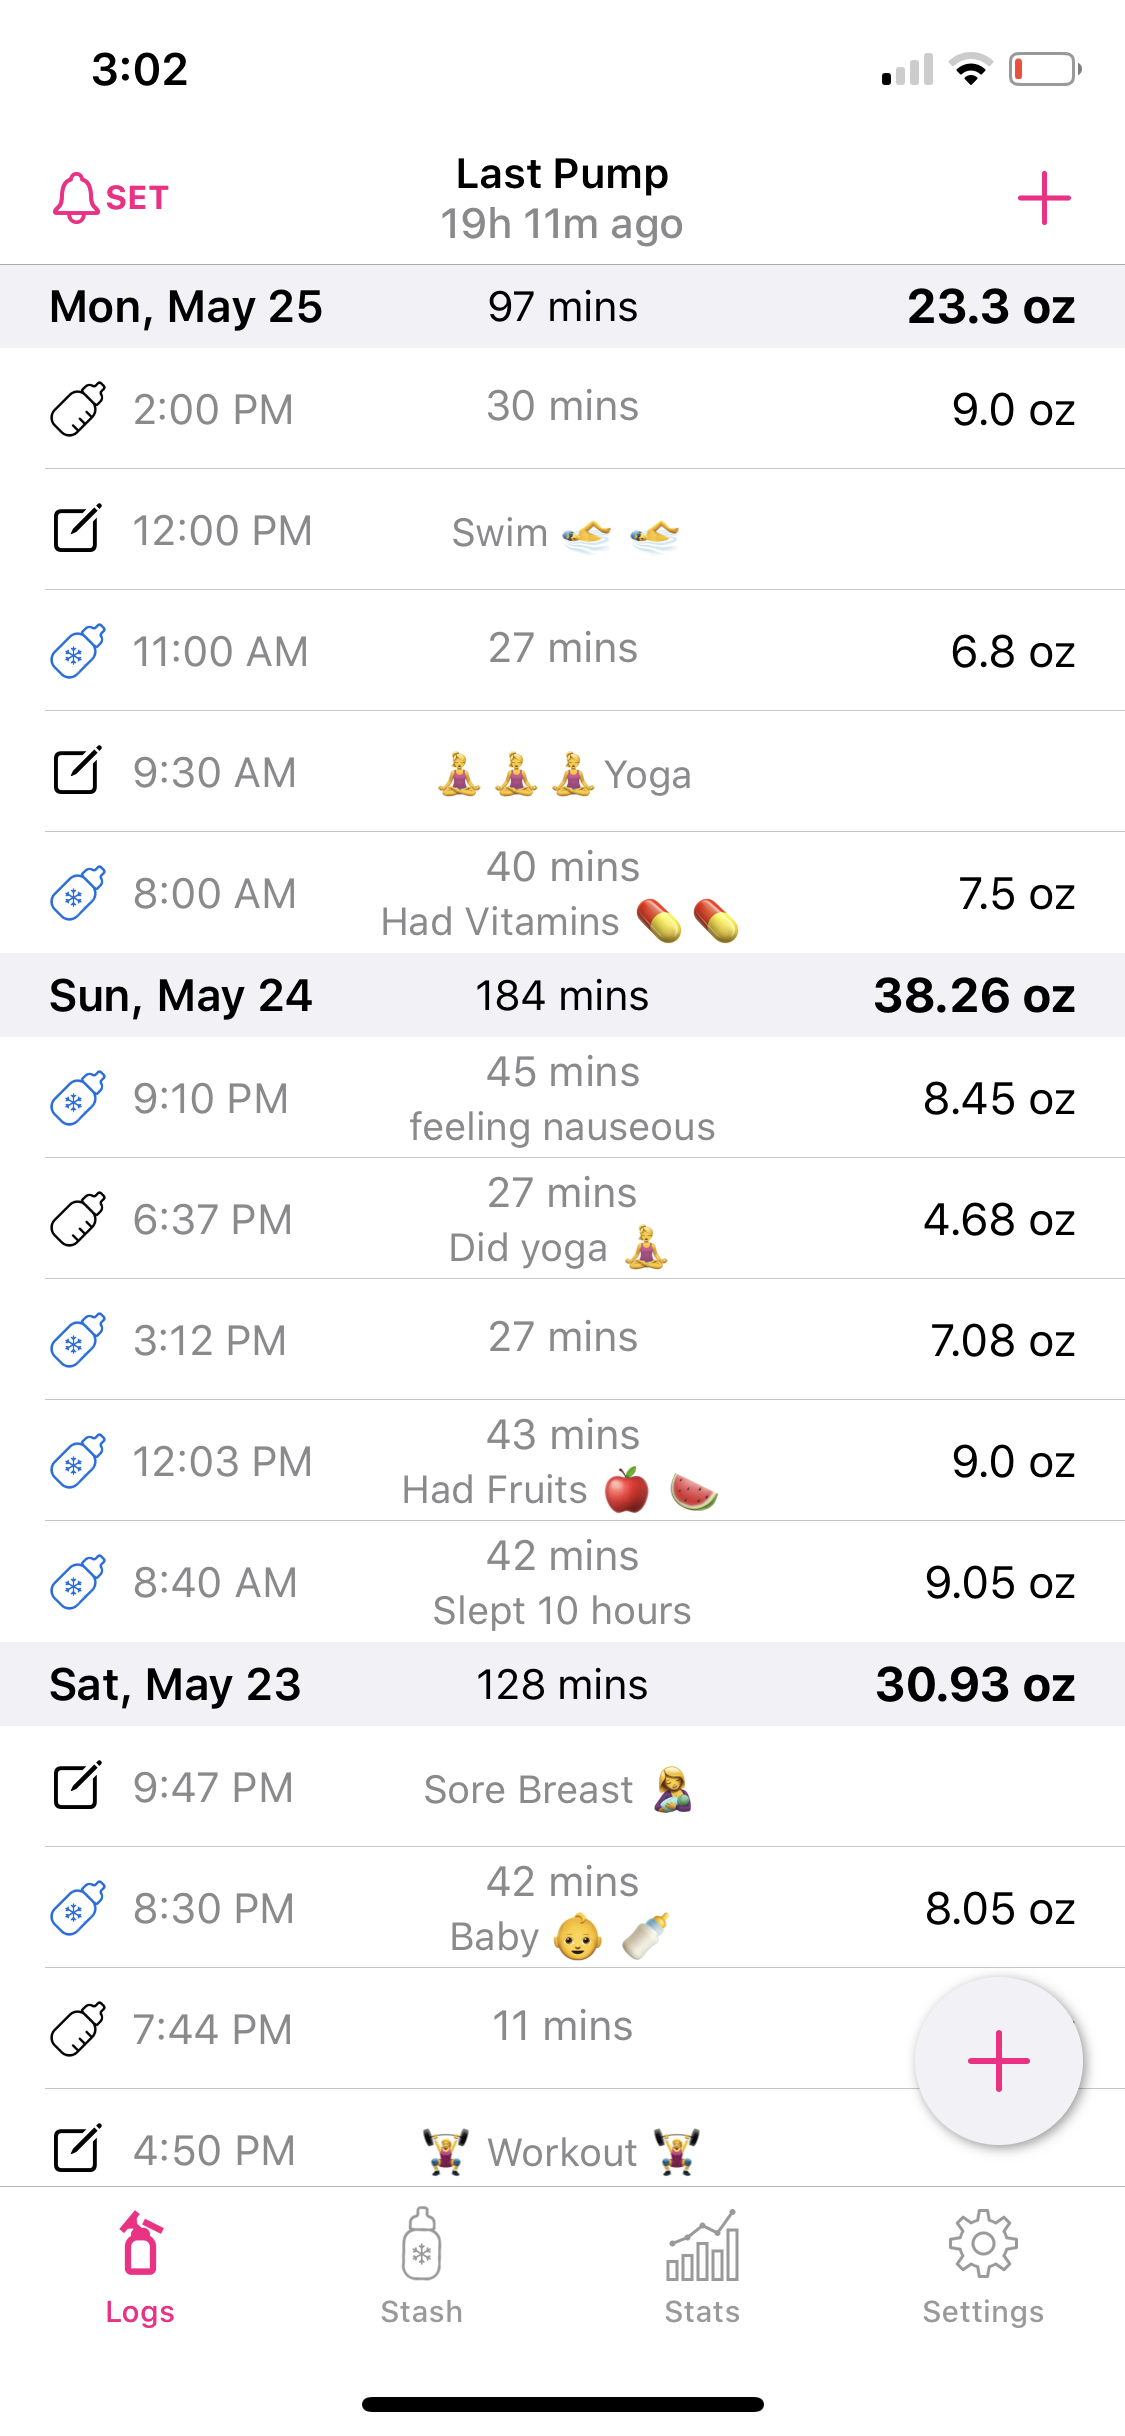 3:02
SET
Last Pump
19h 11m ago
Mon, May 25 97 mins 23.3 oz
2:00 PM 30 mins 9.0 oz
12:00 PM Swim 🏊 🏊
11:00 AM 27 mins 6.8 oz
9:30 AM 🧘‍♀️ 🧘‍♀️ 🧘‍♀️ Yoga
8:00 AM 40 mins 7.5 oz
Had Vitamins 💊 💊
Sun, May 24 184 mins 38.26 oz
9:10 PM 45 mins 8.45 oz
feeling nauseous
6:37 PM 27 mins 4.68 oz
Did yoga 🧘‍♀️
3:12 PM 27 mins 7.08 oz
12:03 PM 43 mins 9.0 oz
Had Fruits 🍎 🍉
8:40 AM 42 mins 9.05 oz
Slept 10 hours
Sat, May 23 128 mins 30.93 oz
9:47 PM Sore Breast 🤱
8:30 PM 42 mins 8.05 oz
Baby 👶 🍼
7:44 PM 11 mins
4:50 PM 🏋️‍♀️ Workout 🏋️‍♀️
Logs Stash Stats Settings